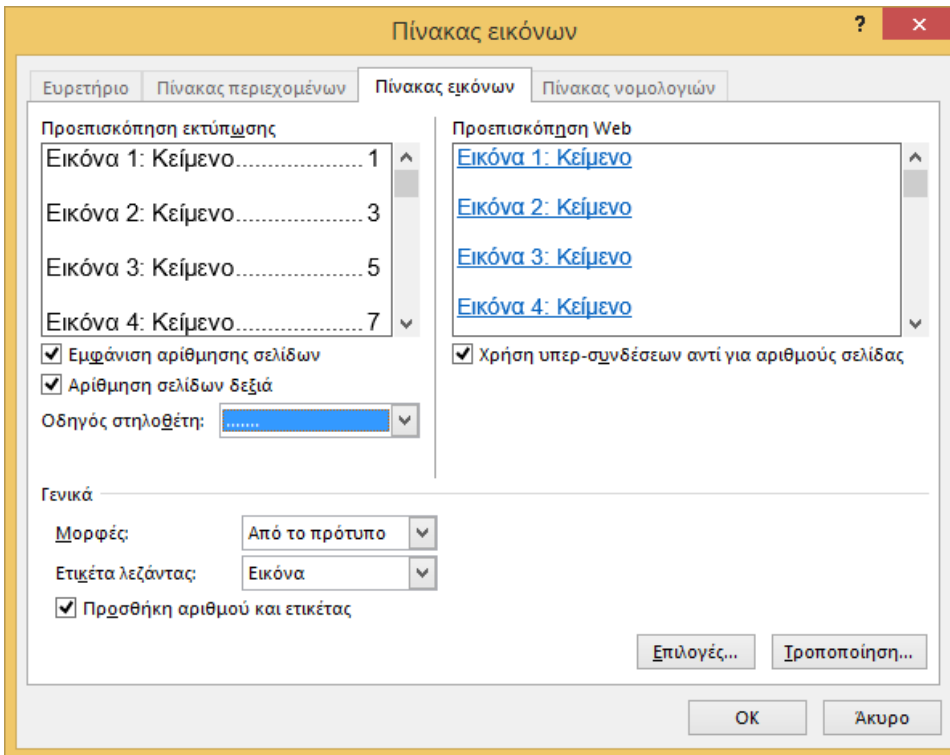 Πίνακας εικόνων
?
Ευρετήριο Πίνακας περιεχομένων Πίνακας εικόνων Πίνακας νομολογιών
Προεπισκόπηση εκτύπωσης
Εικόνα 1: Κείμενο..................... 1
Εικόνα 2: Κείμενο..................... 3
Εικόνα 3: Κείμενο..................... 5
Εικόνα 4: Κείμενο..................... 7
Εμφάνιση αρίθμησης σελίδων
Αρίθμηση σελίδων δεξιά
Οδηγός στηλοθέτη: .......
Προεπισκόπηση Web
Εικόνα 1: Κείμενο
Εικόνα 2: Κείμενο
Εικόνα 3: Κείμενο
Εικόνα 4: Κείμενο
Χρήση υπερ-συνδέσεων αντί για αριθμούς σελίδας
Γενικά
Μορφές: Από το πρότυπο
Ετικέτα λεζάντας: Εικόνα
Προσθήκη αριθμού και ετικέτας
Επιλογές... Τροποποίηση...
OK Άκυρο